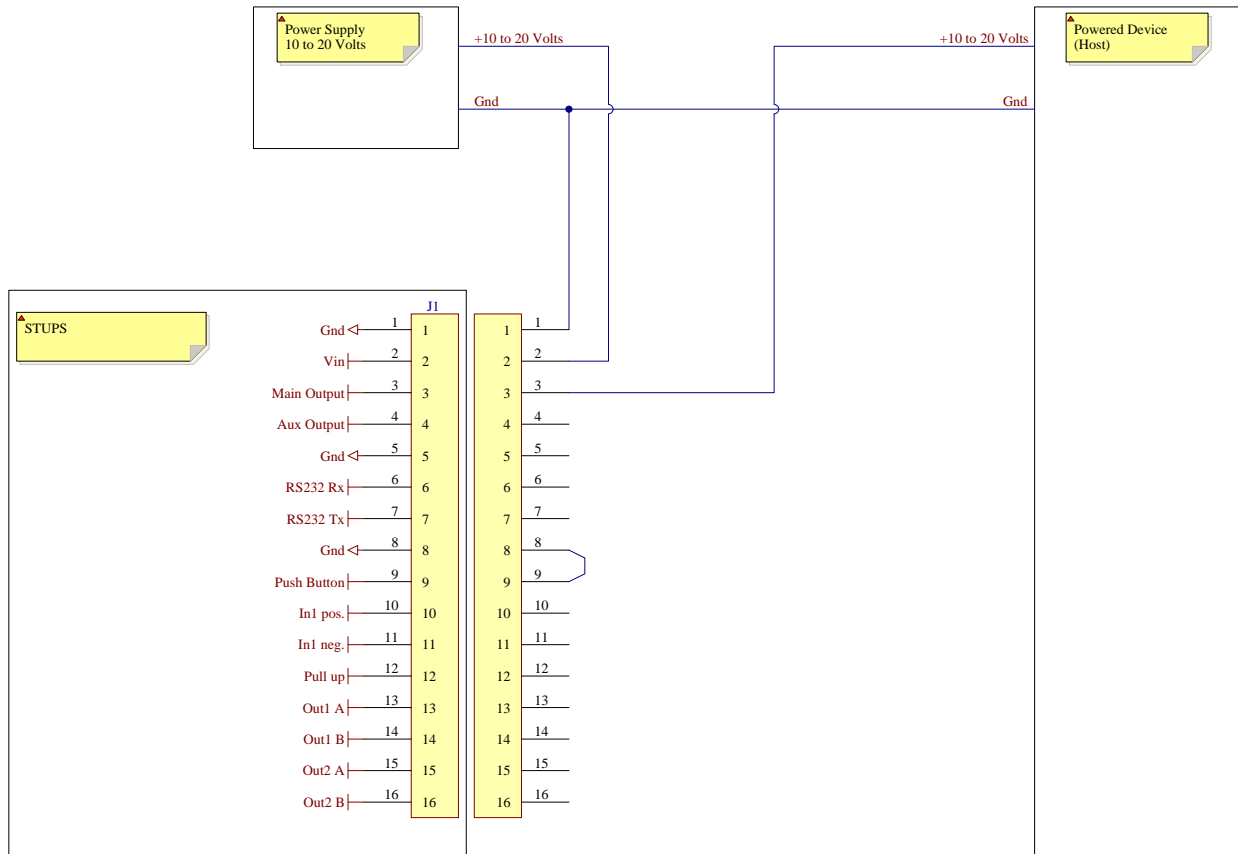 Power Supply
10 to 20 Volts
+10 to 20 Volts
+10 to 20 Volts
Powered Device
(Host)
Gnd
Gnd
STUPS
J1
Gnd 1 1 1 1
Vin 2 2 2 2
Main Output 3 3 3 3
Aux Output 4 4 4 4
Gnd 5 5 5 5
RS232 Rx 6 6 6 6
RS232 Tx 7 7 7 7
Gnd 8 8 8 8
Push Button 9 9 9 9
In1 pos. 10 10 10 10
In1 neg. 11 11 11 11
Pull up 12 12 12 12
Out1 A 13 13 13 13
Out1 B 14 14 14 14
Out2 A 15 15 15 15
Out2 B 16 16 16 16